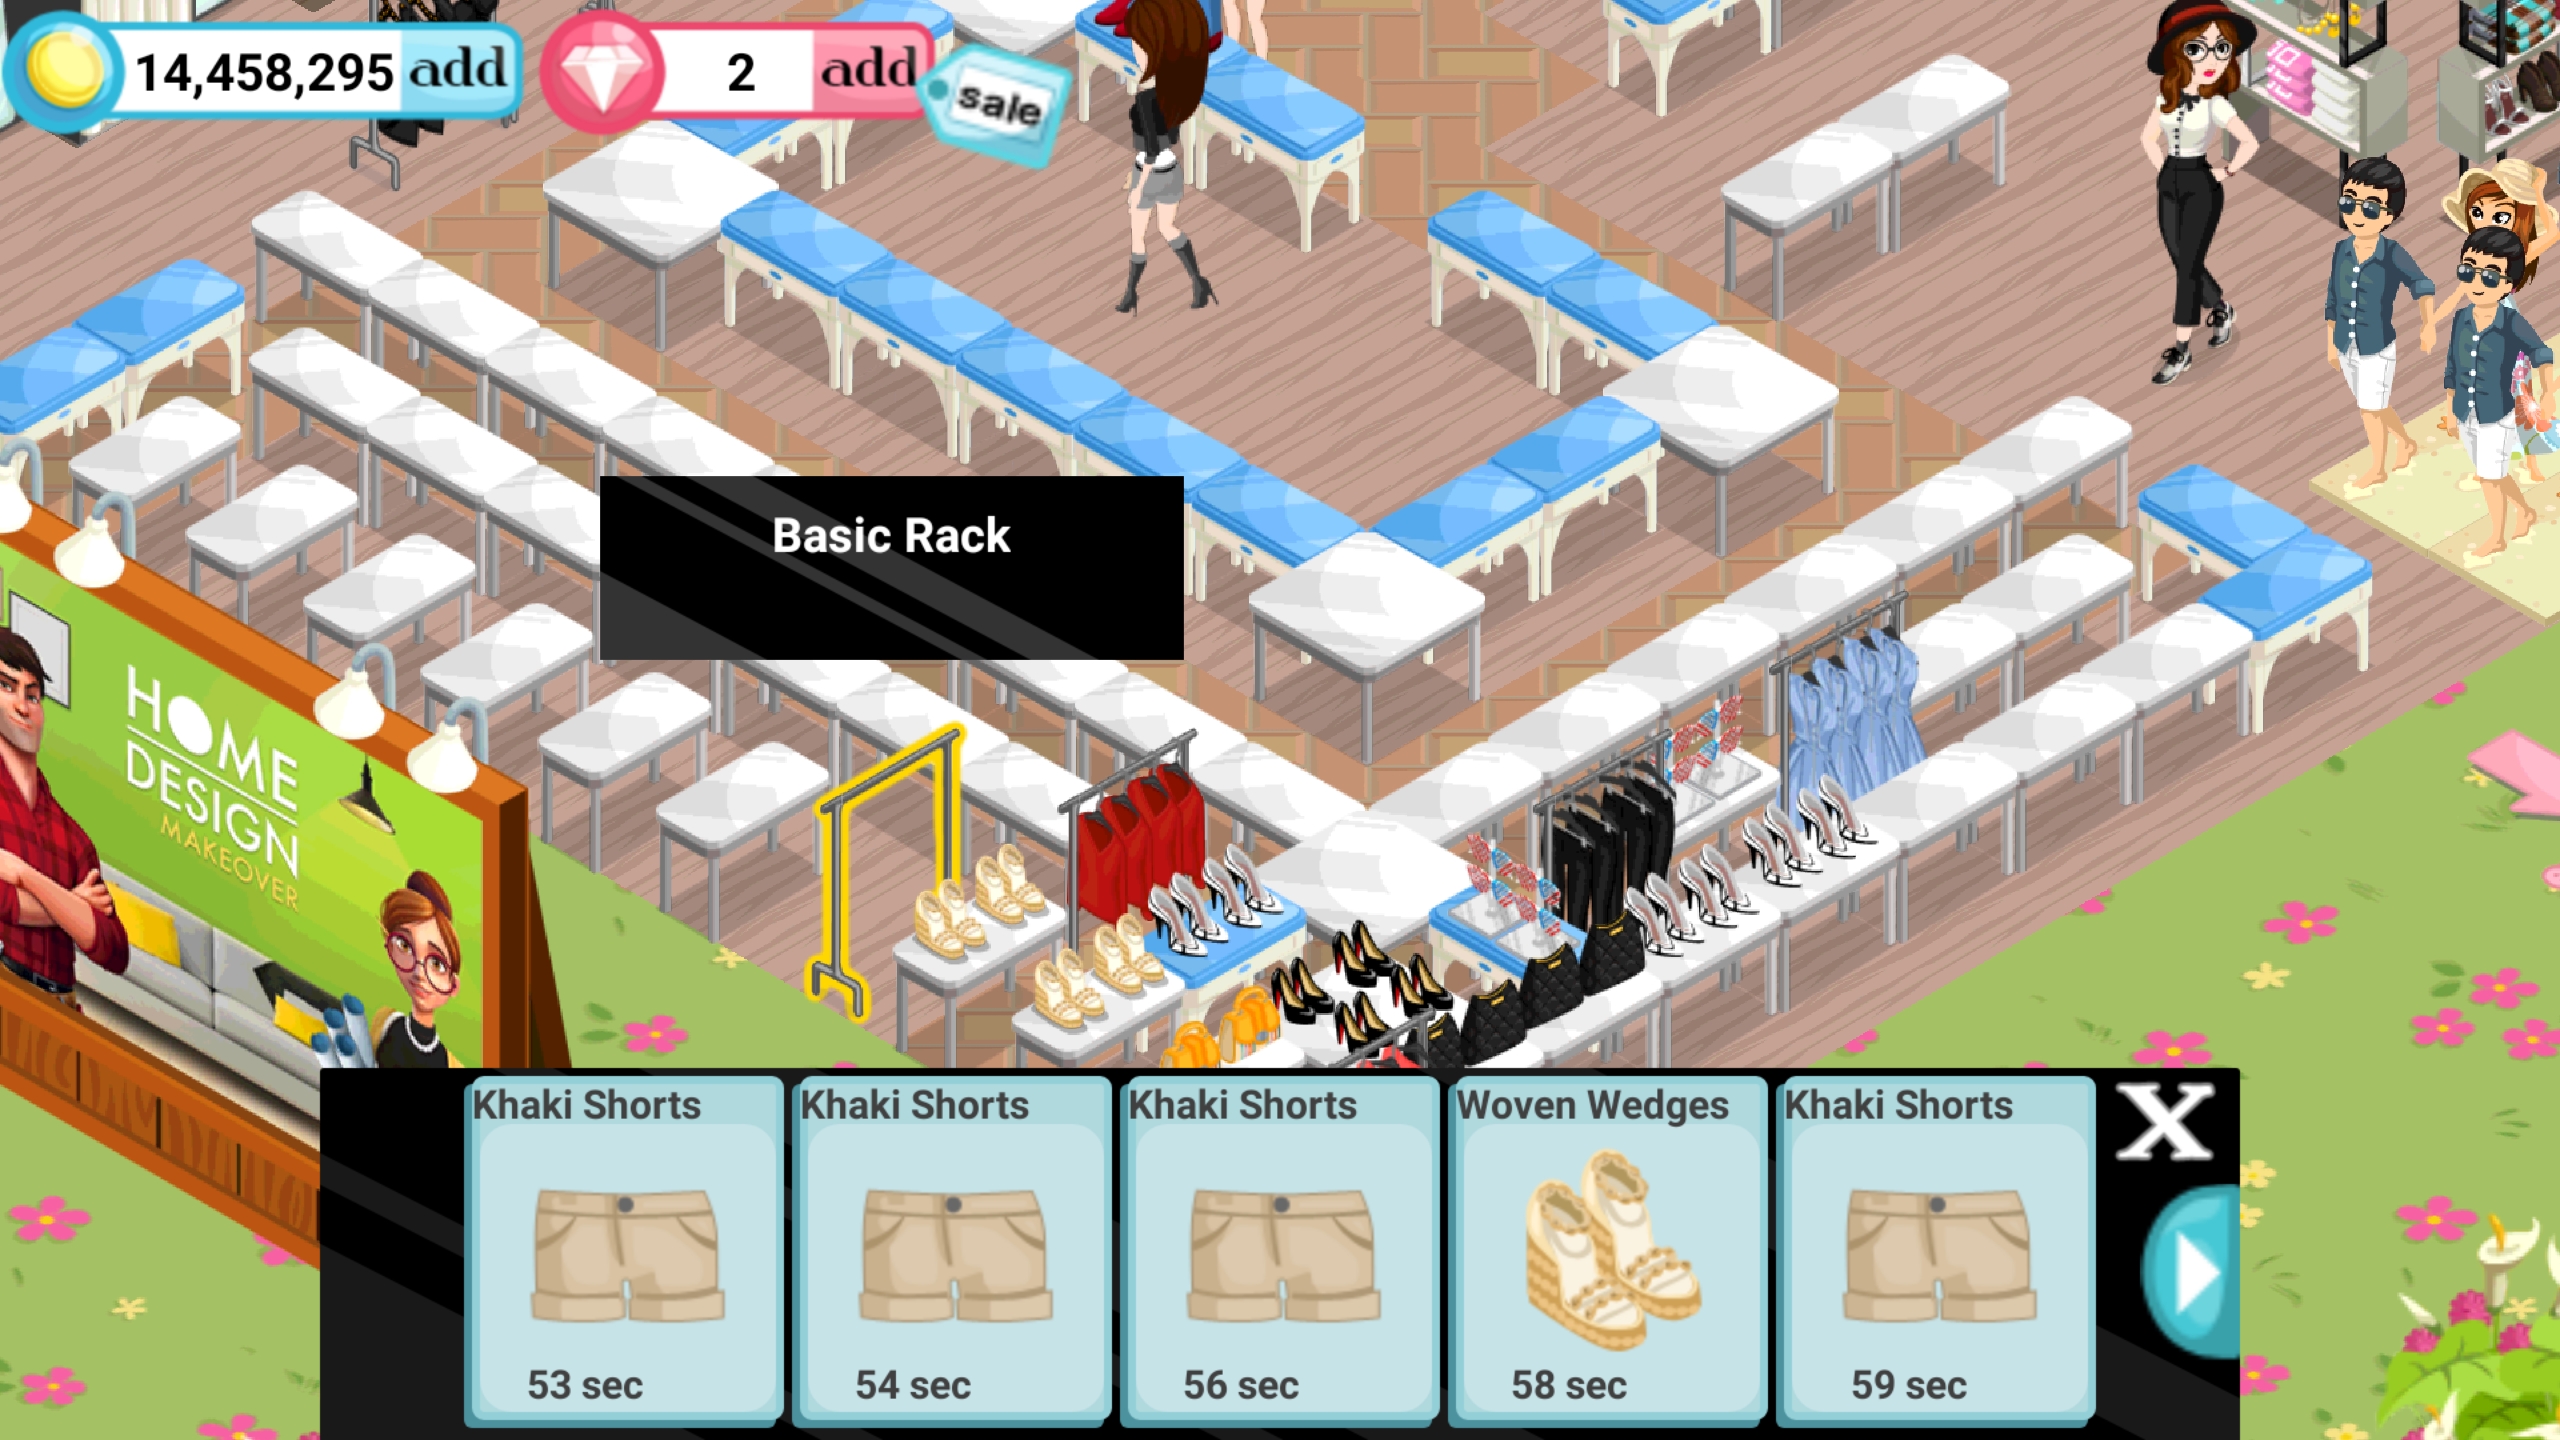 14,458,295 add
2 add
sale
Basic Rack
HOME
DESIGN
MAKEOVER
Khaki Shorts
53 sec
Khaki Shorts
54 sec
Khaki Shorts
56 sec
Woven Wedges
58 sec
Khaki Shorts
59 sec
X